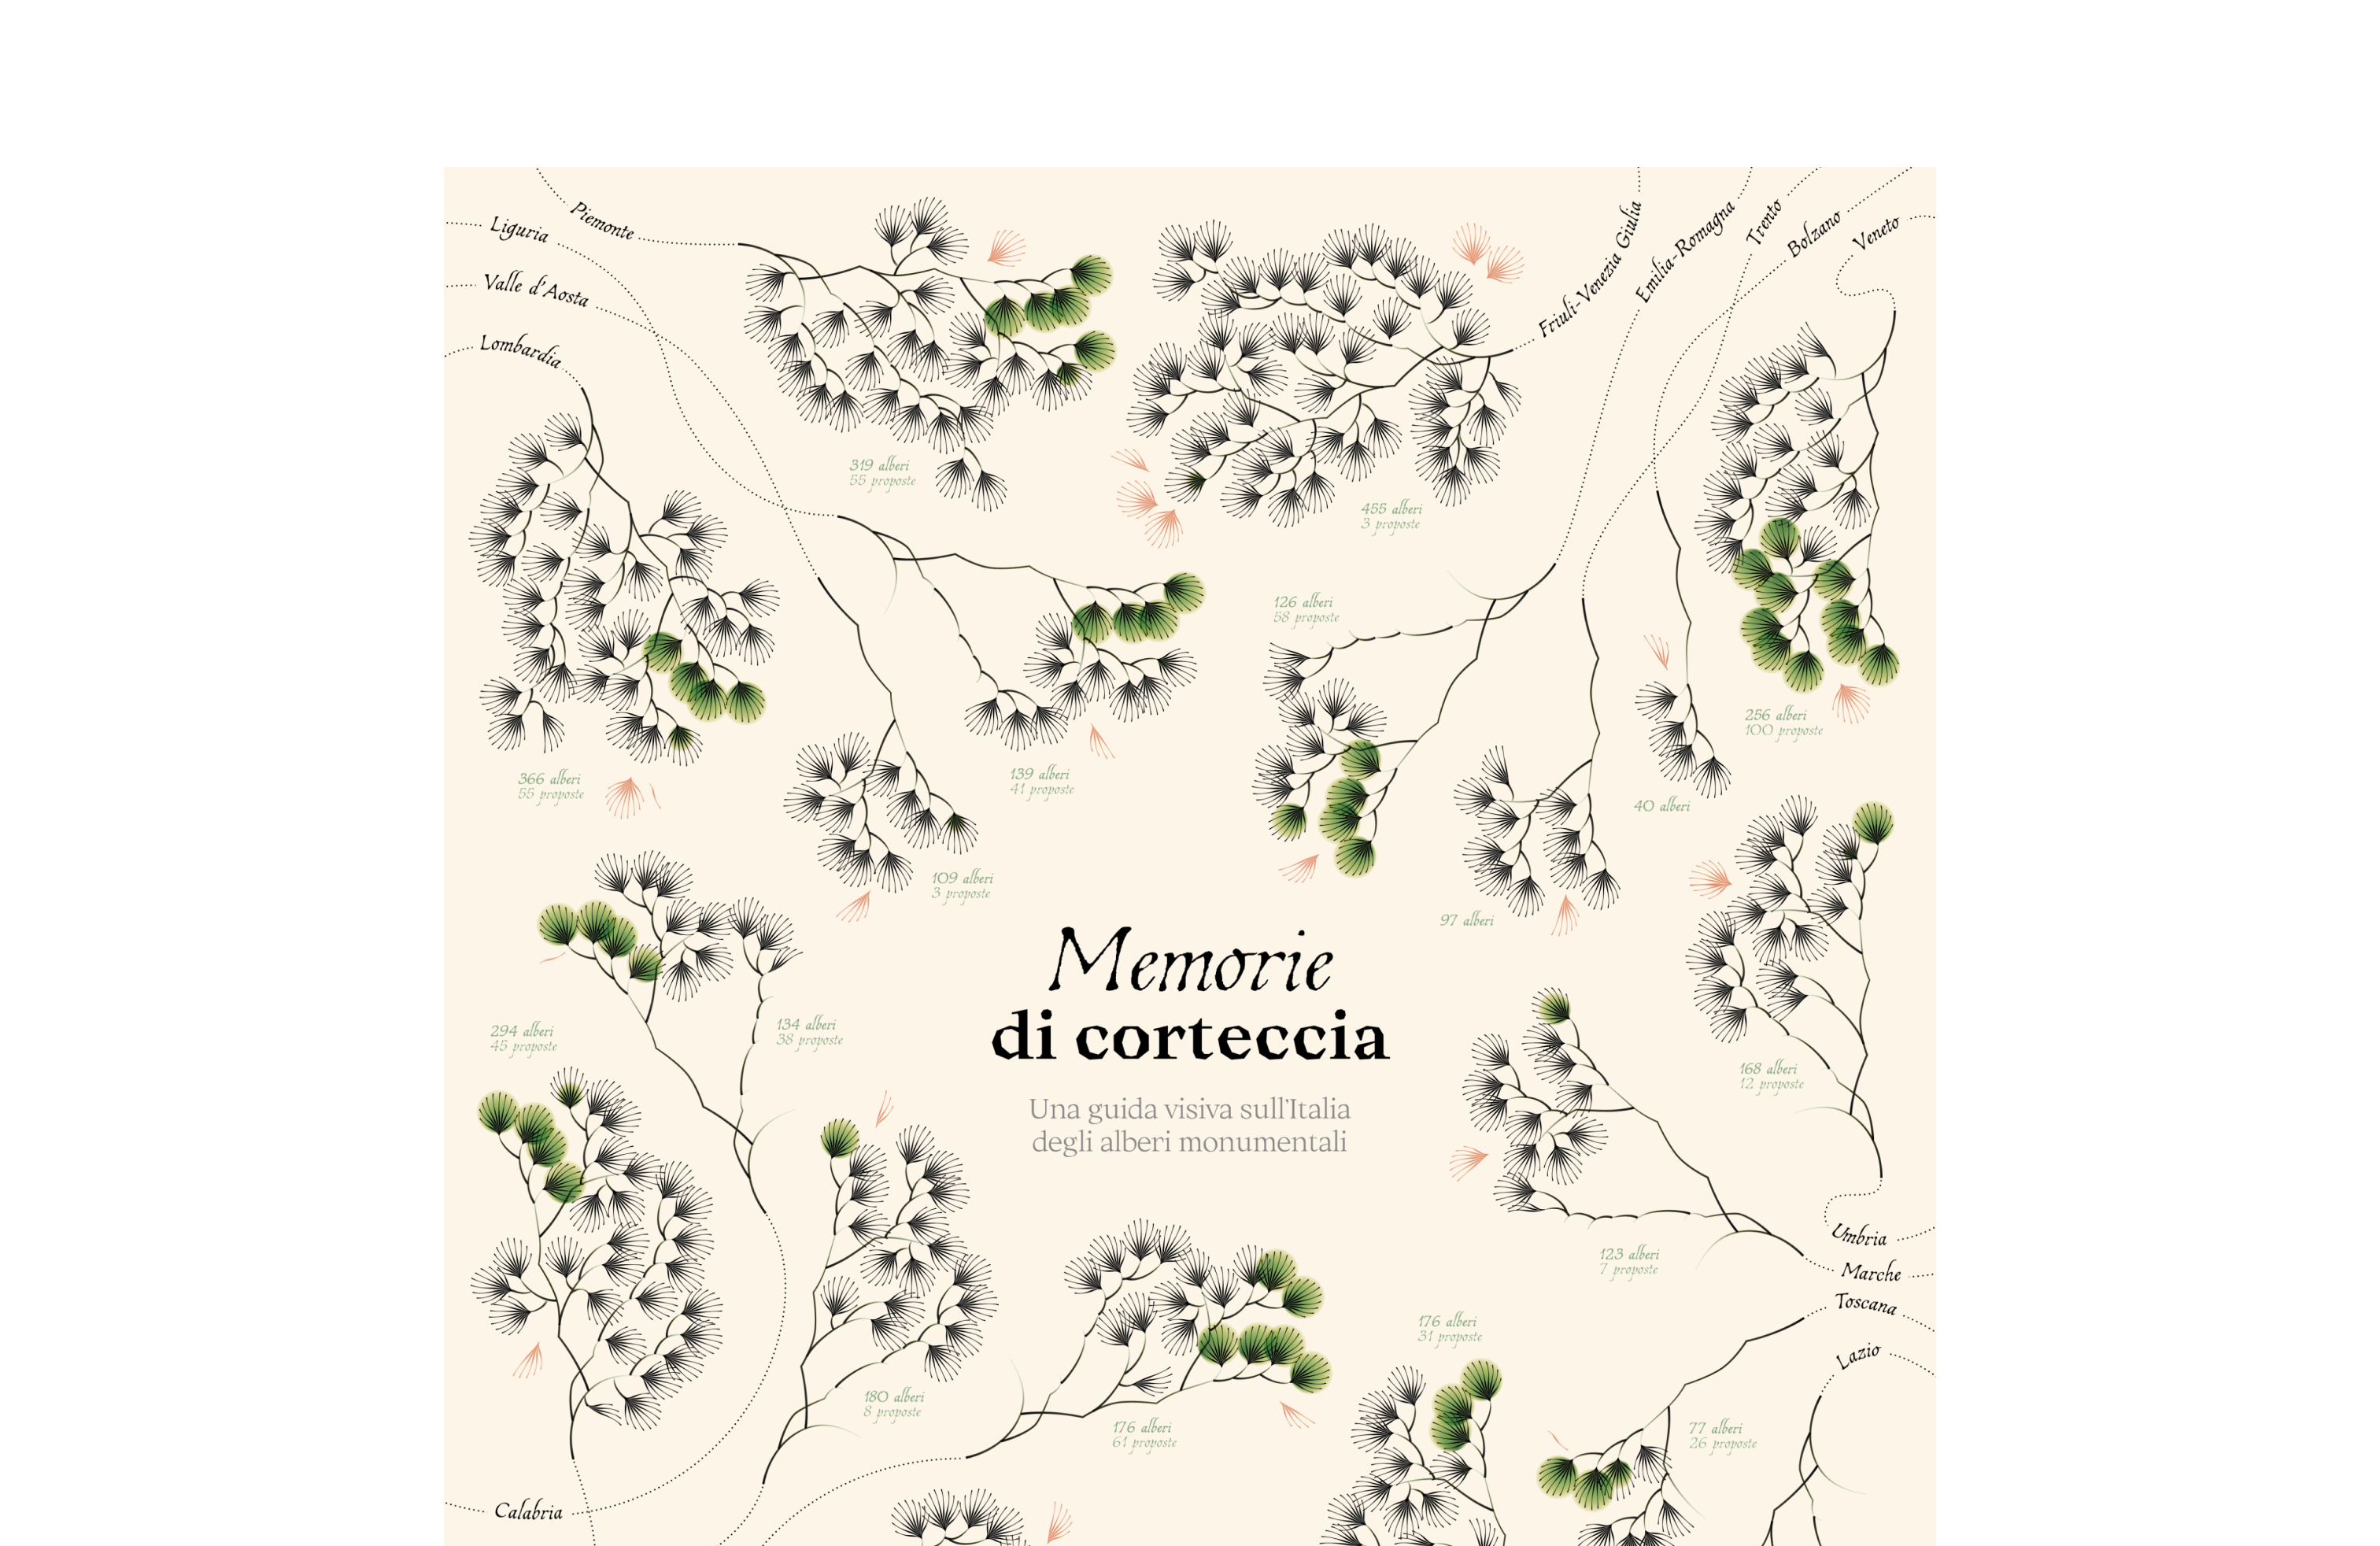 Piemonte
Liguria
Valle d'Aosta
Lombardia
Friuli-Venezia Giulia
Emilia-Romagna
Trento
Bolzano
Veneto
319 alberi
55 proposte
455 alberi
3 proposte
126 alberi
58 proposte
256 alberi
100 proposte
366 alberi
55 proposte
139 alberi
41 proposte
40 alberi
109 alberi
3 proposte
97 alberi
Memorie
di corteccia
Una guida visiva sull'Italia
degli alberi monumentali
294 alberi
45 proposte
134 alberi
38 proposte
168 alberi
12 proposte
123 alberi
7 proposte
Umbria
Marche
Toscana
Lazio
176 alberi
31 proposte
180 alberi
8 proposte
176 alberi
61 proposte
77 alberi
26 proposte
Calabria